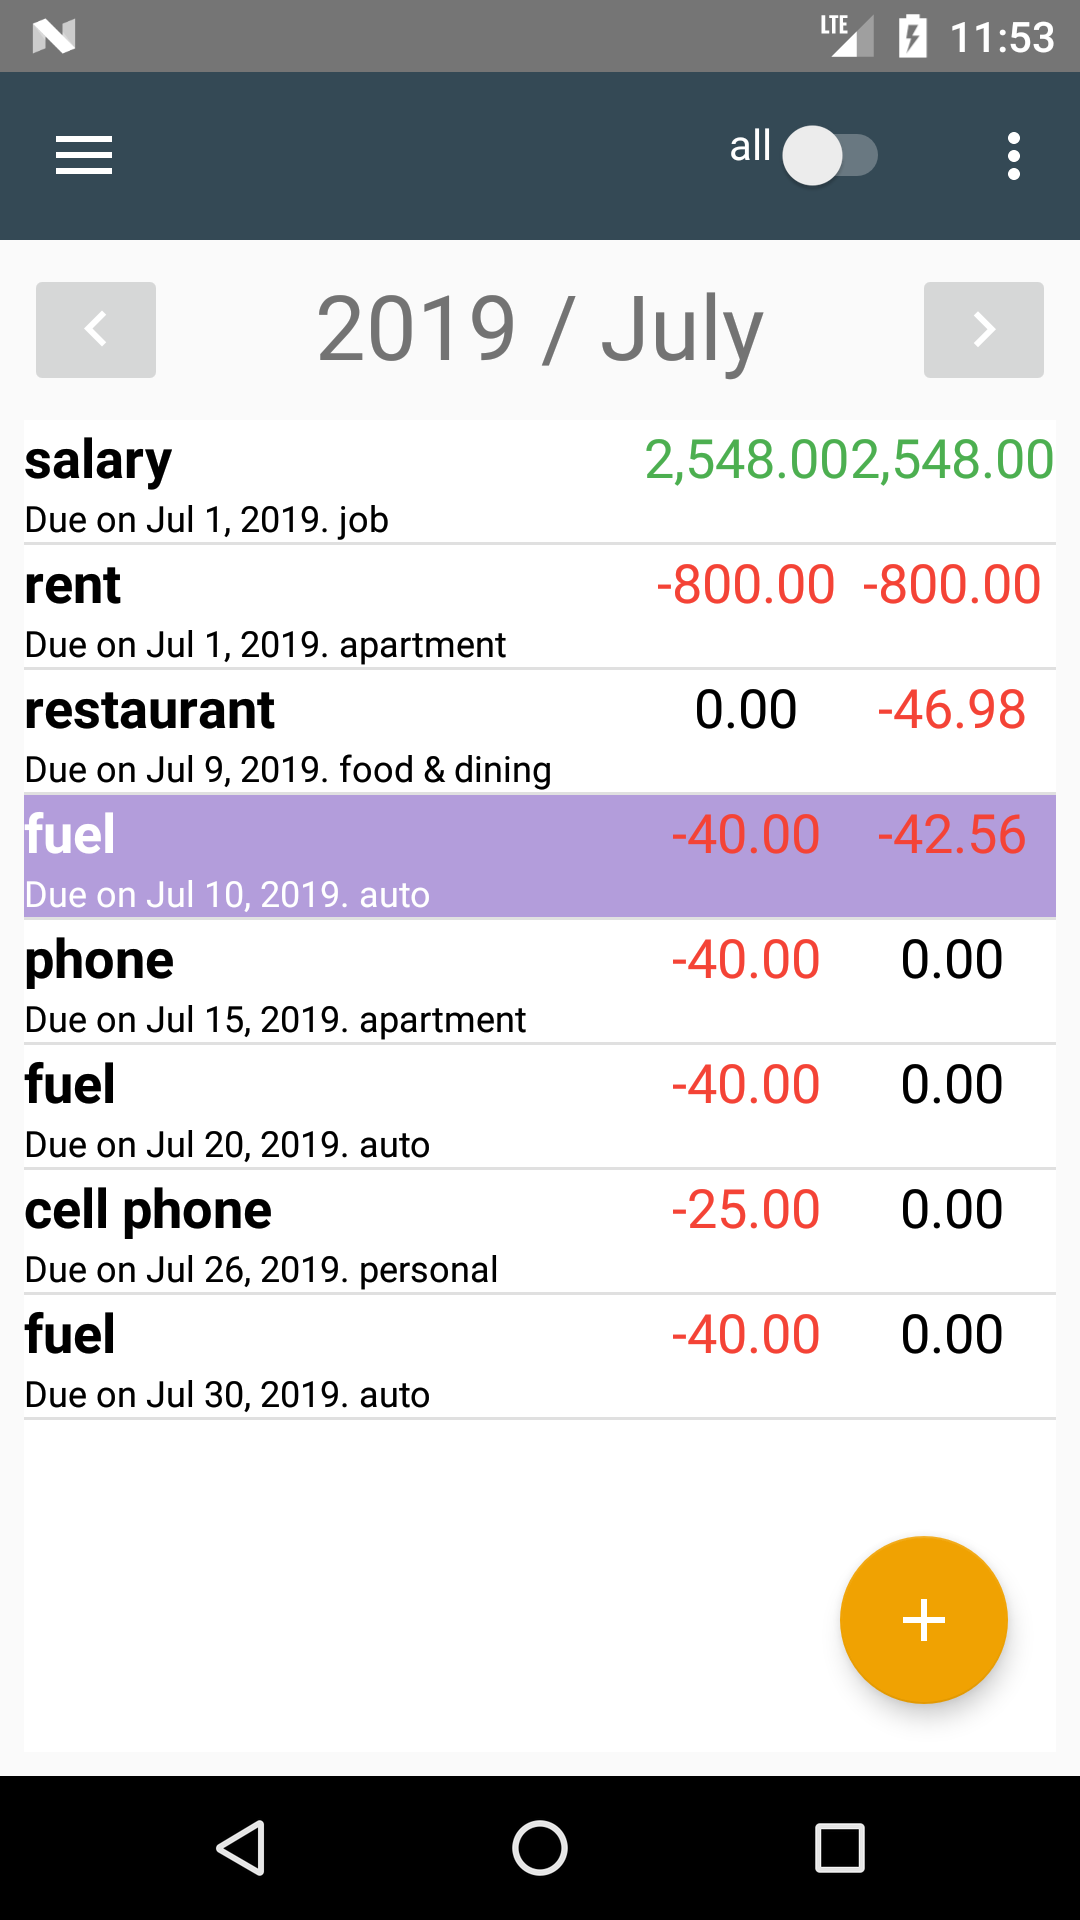 LTE 11:53
all
2019 / July
salary 2,548.00 2,548.00
Due on Jul 1, 2019. job
rent -800.00 -800.00
Due on Jul 1, 2019. apartment
restaurant 0.00 -46.98
Due on Jul 9, 2019. food & dining
fuel -40.00 -42.56
Due on Jul 10, 2019. auto
phone -40.00 0.00
Due on Jul 15, 2019. apartment
fuel -40.00 0.00
Due on Jul 20, 2019. auto
cell phone -25.00 0.00
Due on Jul 26, 2019. personal
fuel -40.00 0.00
Due on Jul 30, 2019. auto